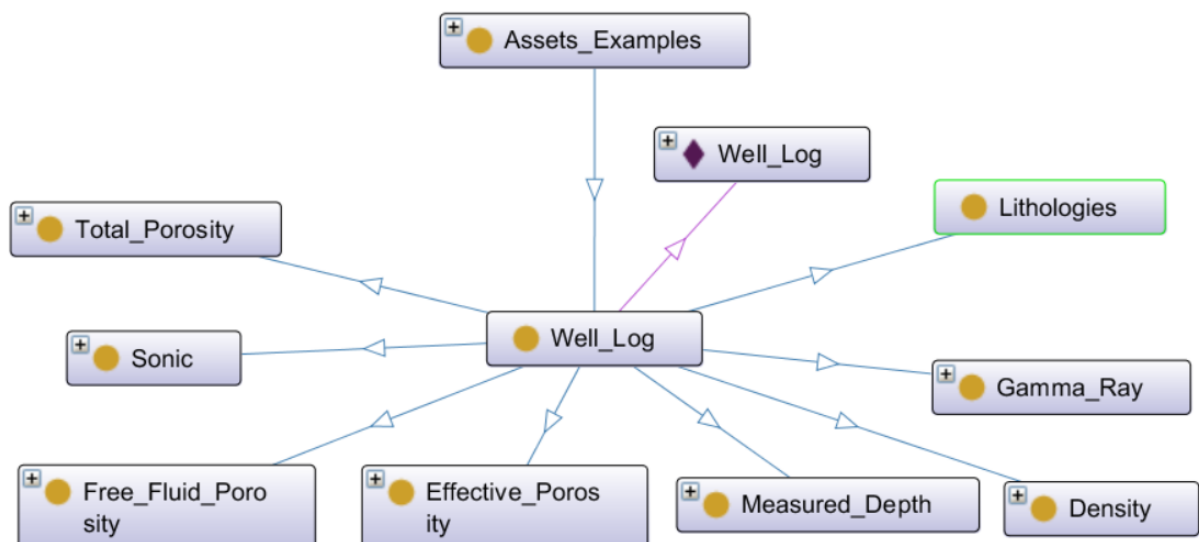 Assets_Examples
Well_Log
Lithologies
Total_Porosity
Well_Log
Sonic
Gamma_Ray
Free_Fluid_Poro
sity
Effective_Poros
ity
Measured_Depth
Density